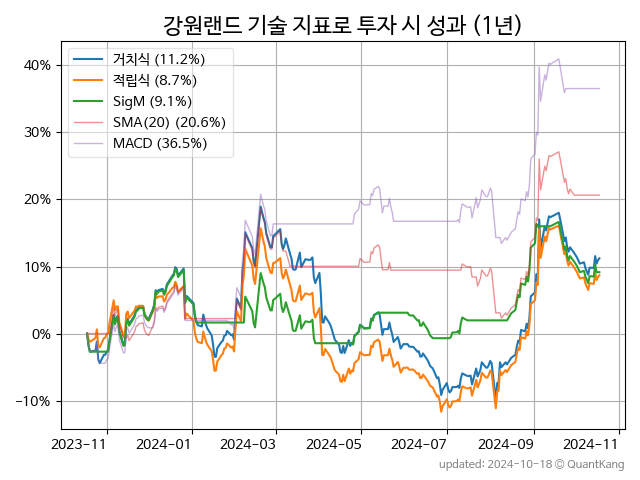 강원랜드 기술 지표로 투자 시 성과 (1년)
거치식 (11.2%)
적립식 (8.7%)
SigM (9.1%)
SMA(20) (20.6%)
MACD (36.5%)
40%
30%
20%
10%
0%
−10%
2023-11
2024-01
2024-03
2024-05
2024-07
2024-09
2024-11
updated: 2024-10-18 © QuantKang